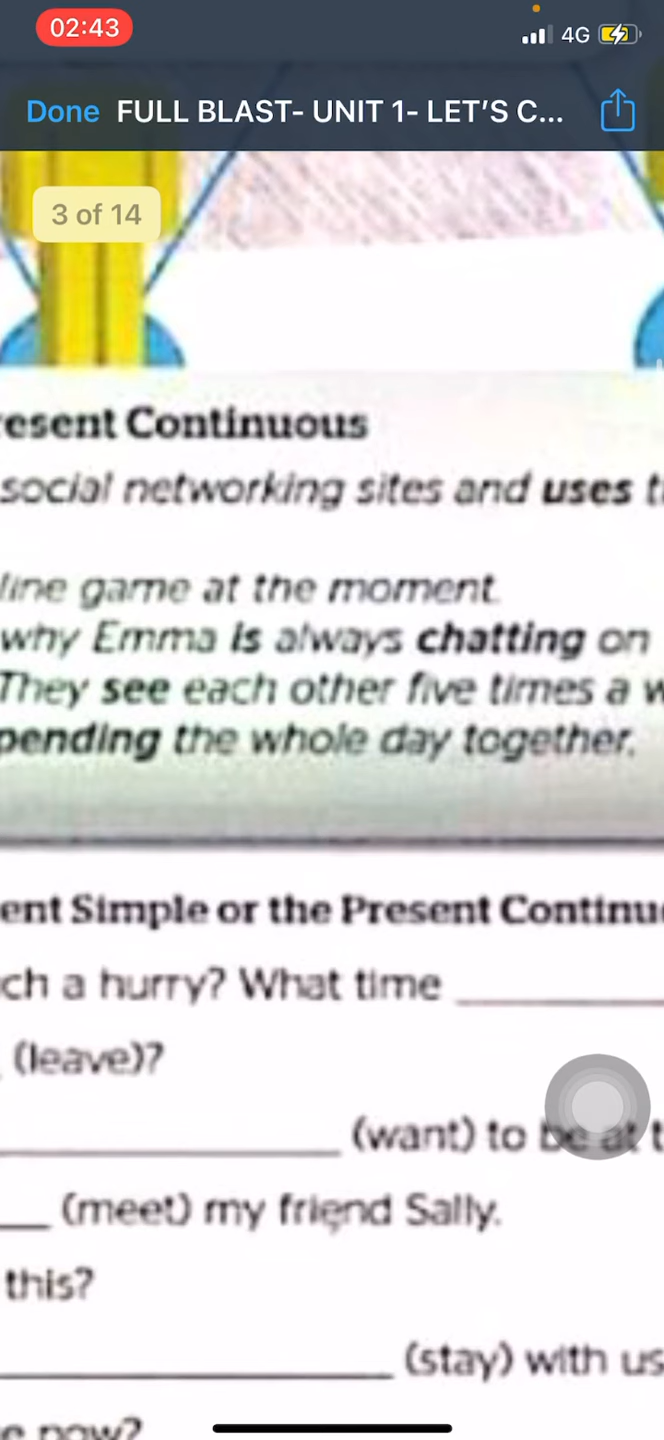 02:43
4G
Done FULL BLAST- UNIT 1- LET’S C...
3 of 14
esent Continuous
social networking sites and uses t
line game at the moment.
why Emma is always chatting on
They see each other five times a w
pending the whole day together.
ent Simple or the Present Continu
ch a hurry? What time
(leave)?
(want) to be at t
(meet) my friend Sally.
this?
(stay) with us
e now?